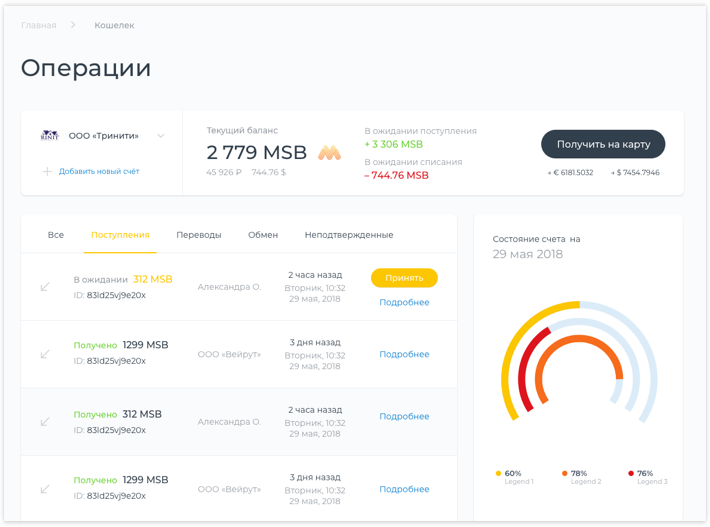 Главная
Кошелек
Операции
ООО «Тринити»
Добавить новый счёт
Текущий баланс
2 779 MSB
45 926 ₽ 744.76 $
В ожидании поступления
+ 3 306 MSB
В ожидании списания
– 744.76 MSB
Получить на карту
≈ € 6181.5032 
≈ $ 7454.7946
Все
Поступления
Переводы
Обмен
Неподтвержденные
В ожидании 312 MSB
ID: 83ld25vj9e20x
Александра О.
2 часа назад
Вторник, 10:32
29 мая, 2018
Принять
Подробнее
Получено 1299 MSB
ID: 83ld25vj9e20x
ООО «Вейрут»
3 дня назад
Вторник, 10:32
29 мая, 2018
Подробнее
Получено 312 MSB
ID: 83ld25vj9e20x
Александра О.
2 часа назад
Вторник, 10:32
29 мая, 2018
Подробнее
Получено 1299 MSB
ID: 83ld25vj9e20x
ООО «Вейрут»
3 дня назад
Вторник, 10:32
29 мая, 2018
Подробнее
Состояние счета на
29 мая 2018
60%
Legend 1
78%
Legend 2
76%
Legend 3